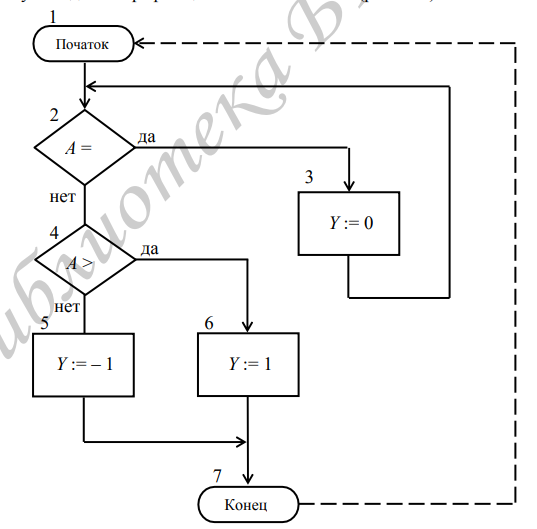 1
Початок
2
A =
да
нет
3
Y := 0
4
A >
да
нет
5
Y := – 1
6
Y := 1
7
Конец